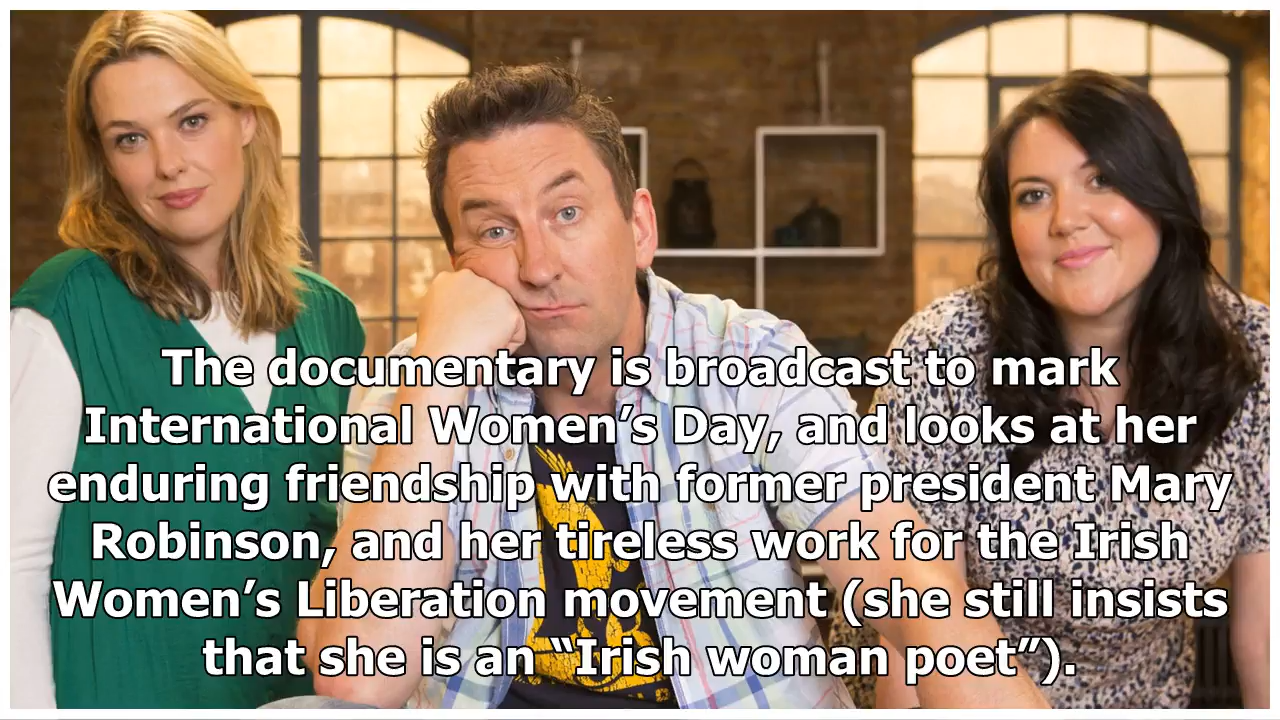 The documentary is broadcast to mark
International Women’s Day, and looks at her
enduring friendship with former president Mary
Robinson, and her tireless work for the Irish
Women’s Liberation movement (she still insists
that she is an “Irish woman poet”).